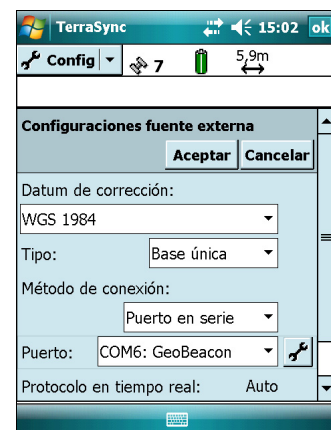 TerraSync 15:02 ok
Config 7 5,9m
Configuraciones fuente externa
Aceptar Cancelar
Datum de corrección:
WGS 1984
Tipo: Base única
Método de conexión:
Puerto en serie
Puerto: COM6: GeoBeacon
Protocolo en tiempo real: Auto